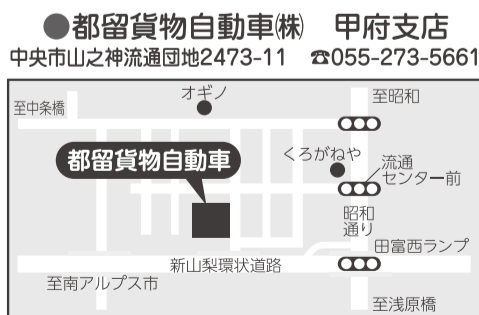 ●都留貨物自動車㈱ 甲府支店
中央市山之神流通団地2473-11 ☎055-273-5661
至中条橋
オギノ
至昭和
都留貨物自動車
くろがねや
流通
センター前
昭和
通り
田富西ランプ
新山梨環状道路
至南アルプス市
至浅原橋